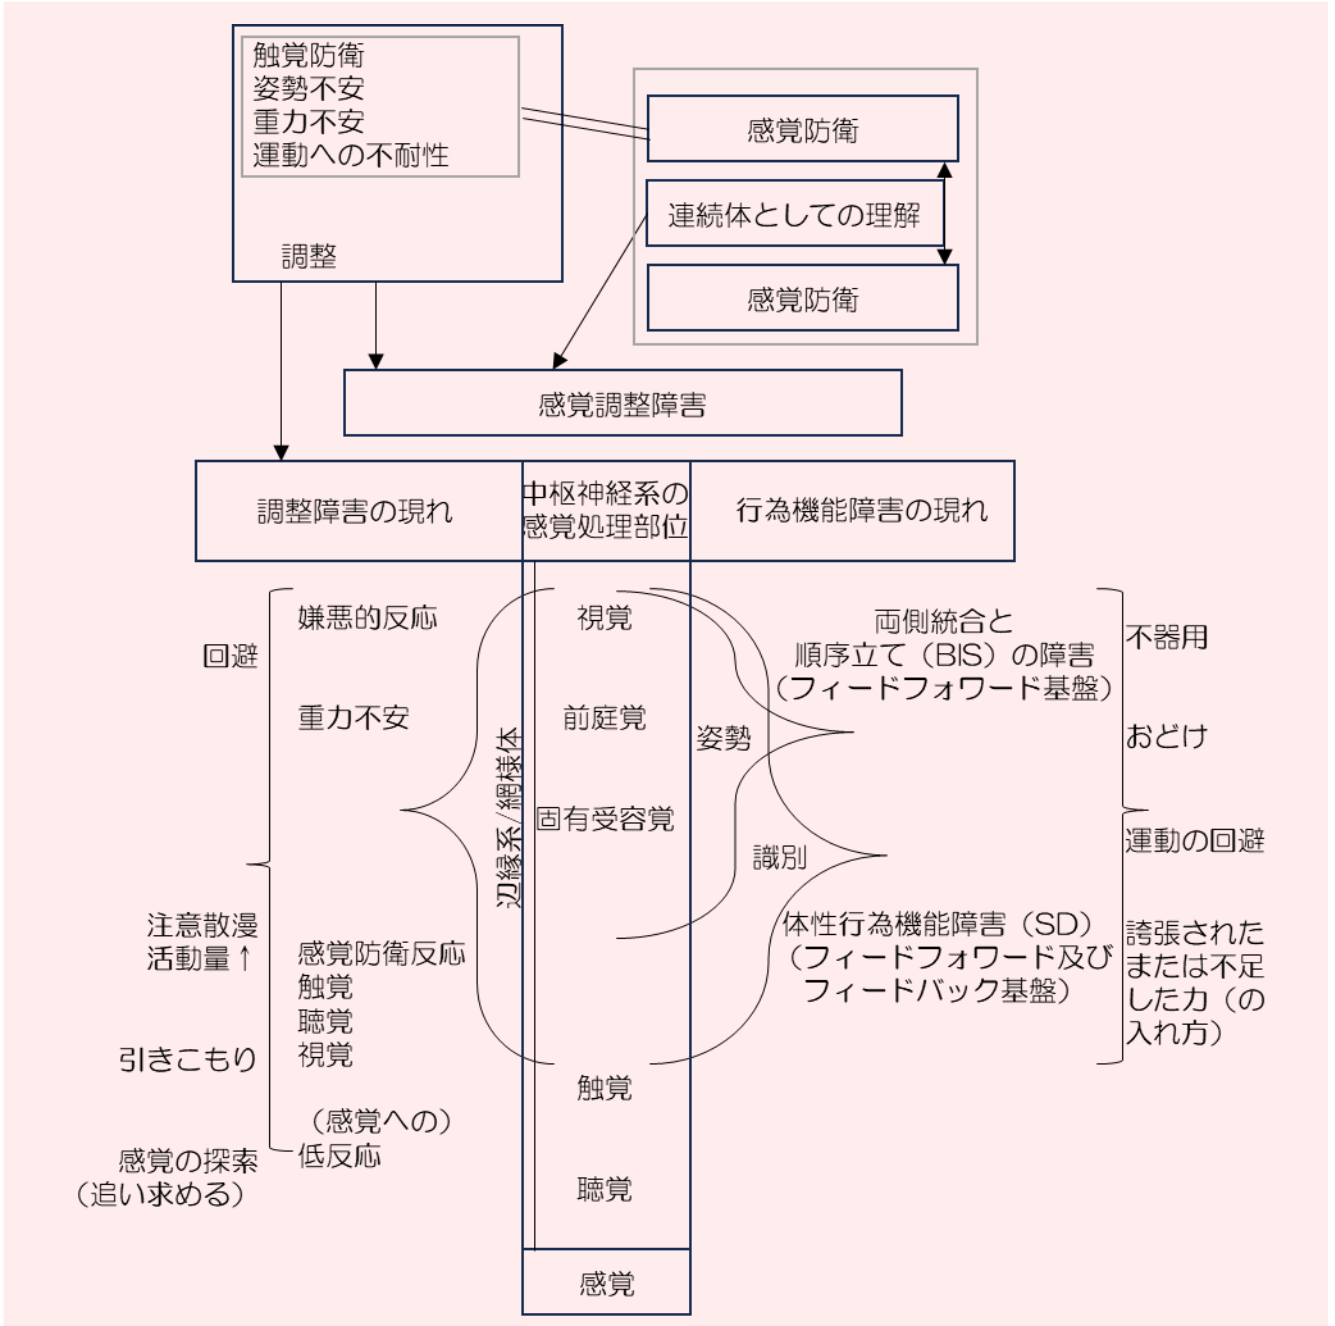 触覚防衛
姿勢不安
重力不安
運動への不耐性
調整
感覚防衛
連続体としての理解
感覚防衛
感覚調整障害
調整障害の現れ
中枢神経系の
感覚処理部位
行為機能障害の現れ
回避
注意散漫
活動量↑
引きこもり
感覚の探索
（追い求める）
嫌悪的反応
重力不安
感覚防衛反応
触覚
聴覚
視覚
（感覚への）
低反応
辺縁系/網様体
視覚
前庭覚
固有受容覚
触覚
聴覚
感覚
姿勢
識別
両側統合と
順序立て（BIS）の障害
（フィードフォワード基盤）
体性行為機能障害（SD）
（フィードフォワード及び
フィードバック基盤）
不器用
おどけ
運動の回避
誇張された
または不足
した力（の
入れ方）